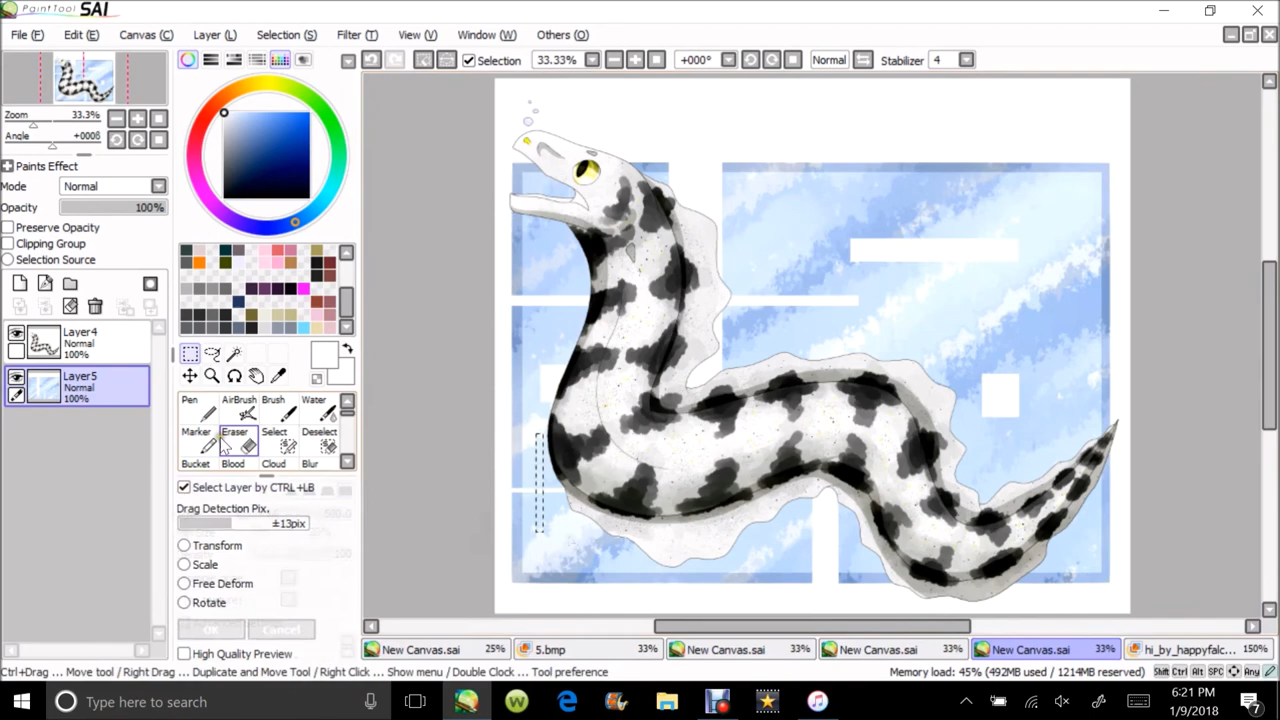 PaintTool SAI
File (F) Edit (E) Canvas (C) Layer (L) Selection (S) Filter (T) View (V) Window (W) Others (O)
Selection 33.33% +000° Normal Stabilizer 4
Zoom 33.3%
Angle +000ß
Paints Effect
Mode Normal
Opacity 100%
Preserve Opacity
Clipping Group
Selection Source
Layer4
Normal
100%
Layer5
Normal
100%
Pen AirBrush Brush Water
Marker Eraser Select Deselect
Bucket Blood Cloud Blur
Select Layer by CTRL+LB
Drag Detection Pix.
±13pix
Transform
Scale
Free Deform
Rotate
OK Cancel
High Quality Preview
New Canvas.sai 25% 5.bmp 33% New Canvas.sai 33% New Canvas.sai 33% New Canvas.sai 33% hi_by_happyfalc... 150%
Ctrl+Drag ... Move tool / Right Drag ... Duplicate and Move Tool / Right Click ... Show menu / Double Clock ... Tool preference
Memory load: 45% (492MB used / 1214MB reserved) Shift Ctrl Alt SPC Any
Type here to search
6:21 PM
1/9/2018
7